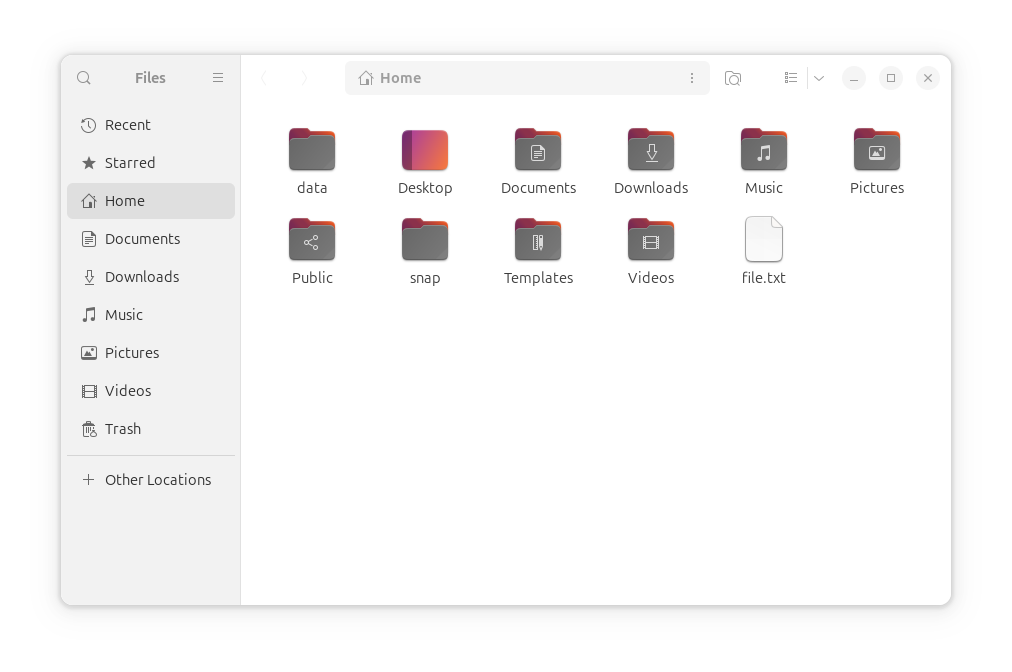 Files
Home
Recent
Starred
Home
Documents
Downloads
Music
Pictures
Videos
Trash
Other Locations
data
Desktop
Documents
Downloads
Music
Pictures
Public
snap
Templates
Videos
file.txt